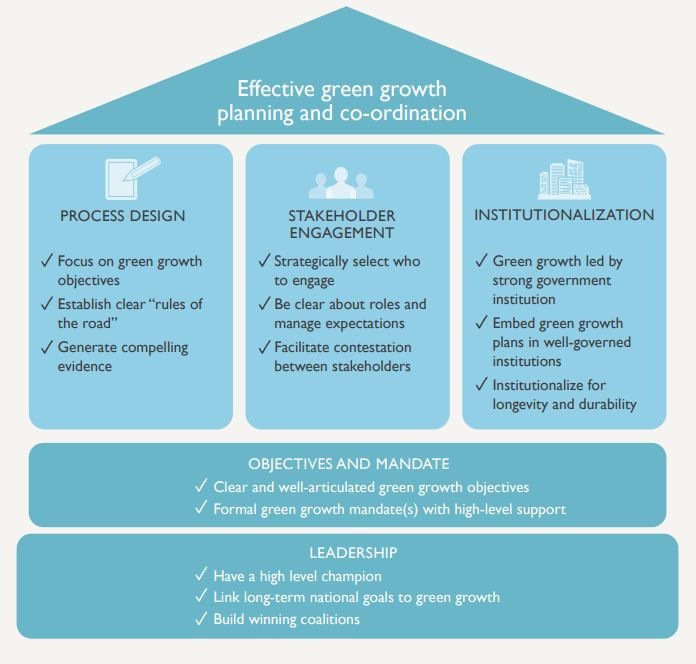 Effective green growth
planning and co-ordination
PROCESS DESIGN
✓ Focus on green growth
objectives
✓ Establish clear “rules of
the road”
✓ Generate compelling
evidence
STAKEHOLDER
ENGAGEMENT
✓ Strategically select who
to engage
✓ Be clear about roles and
manage expectations
✓ Facilitate contestation
between stakeholders
INSTITUTIONALIZATION
✓ Green growth led by
strong government
institution
✓ Embed green growth
plans in well-governed
institutions
✓ Institutionalize for
longevity and durability
OBJECTIVES AND MANDATE
✓ Clear and well-articulated green growth objectives
✓ Formal green growth mandate(s) with high-level support
LEADERSHIP
✓ Have a high level champion
✓ Link long-term national goals to green growth
✓ Build winning coalitions